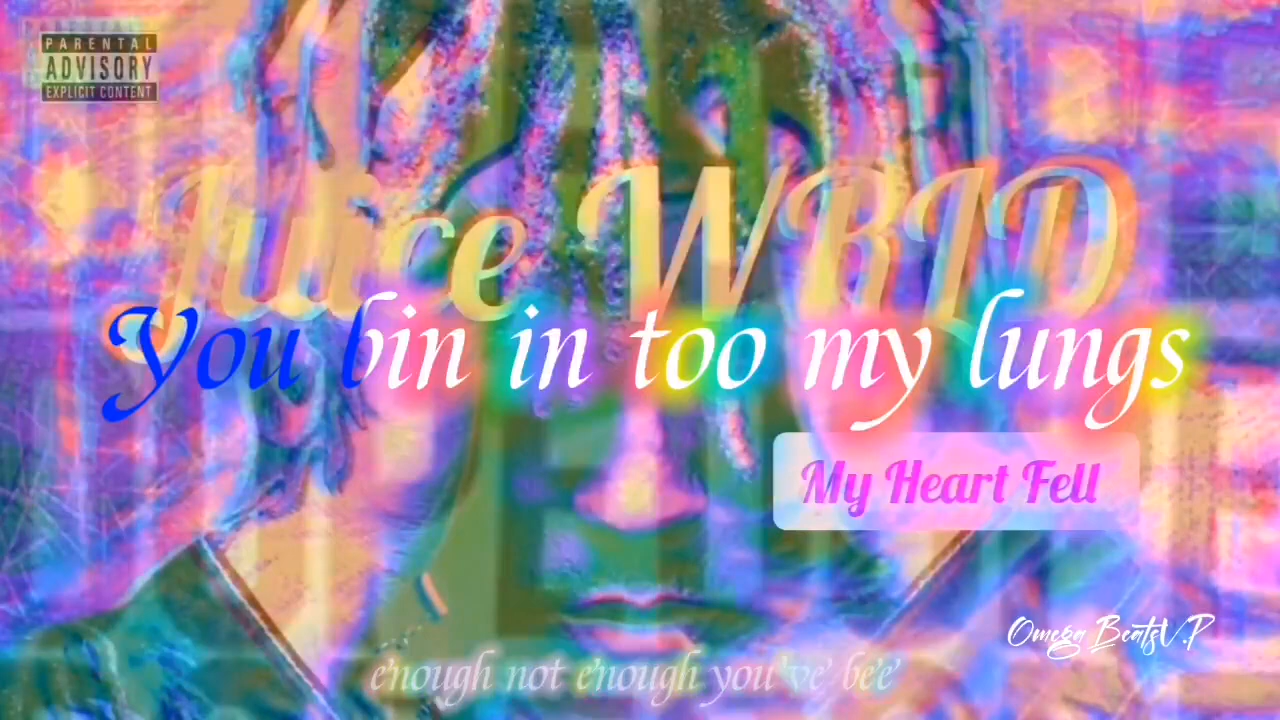 PARENTAL
ADVISORY
EXPLICIT CONTENT
Juice WRLD
You bin in too my lungs
My Heart Fell
Omega BeatsV.P
enough not enough you've bee